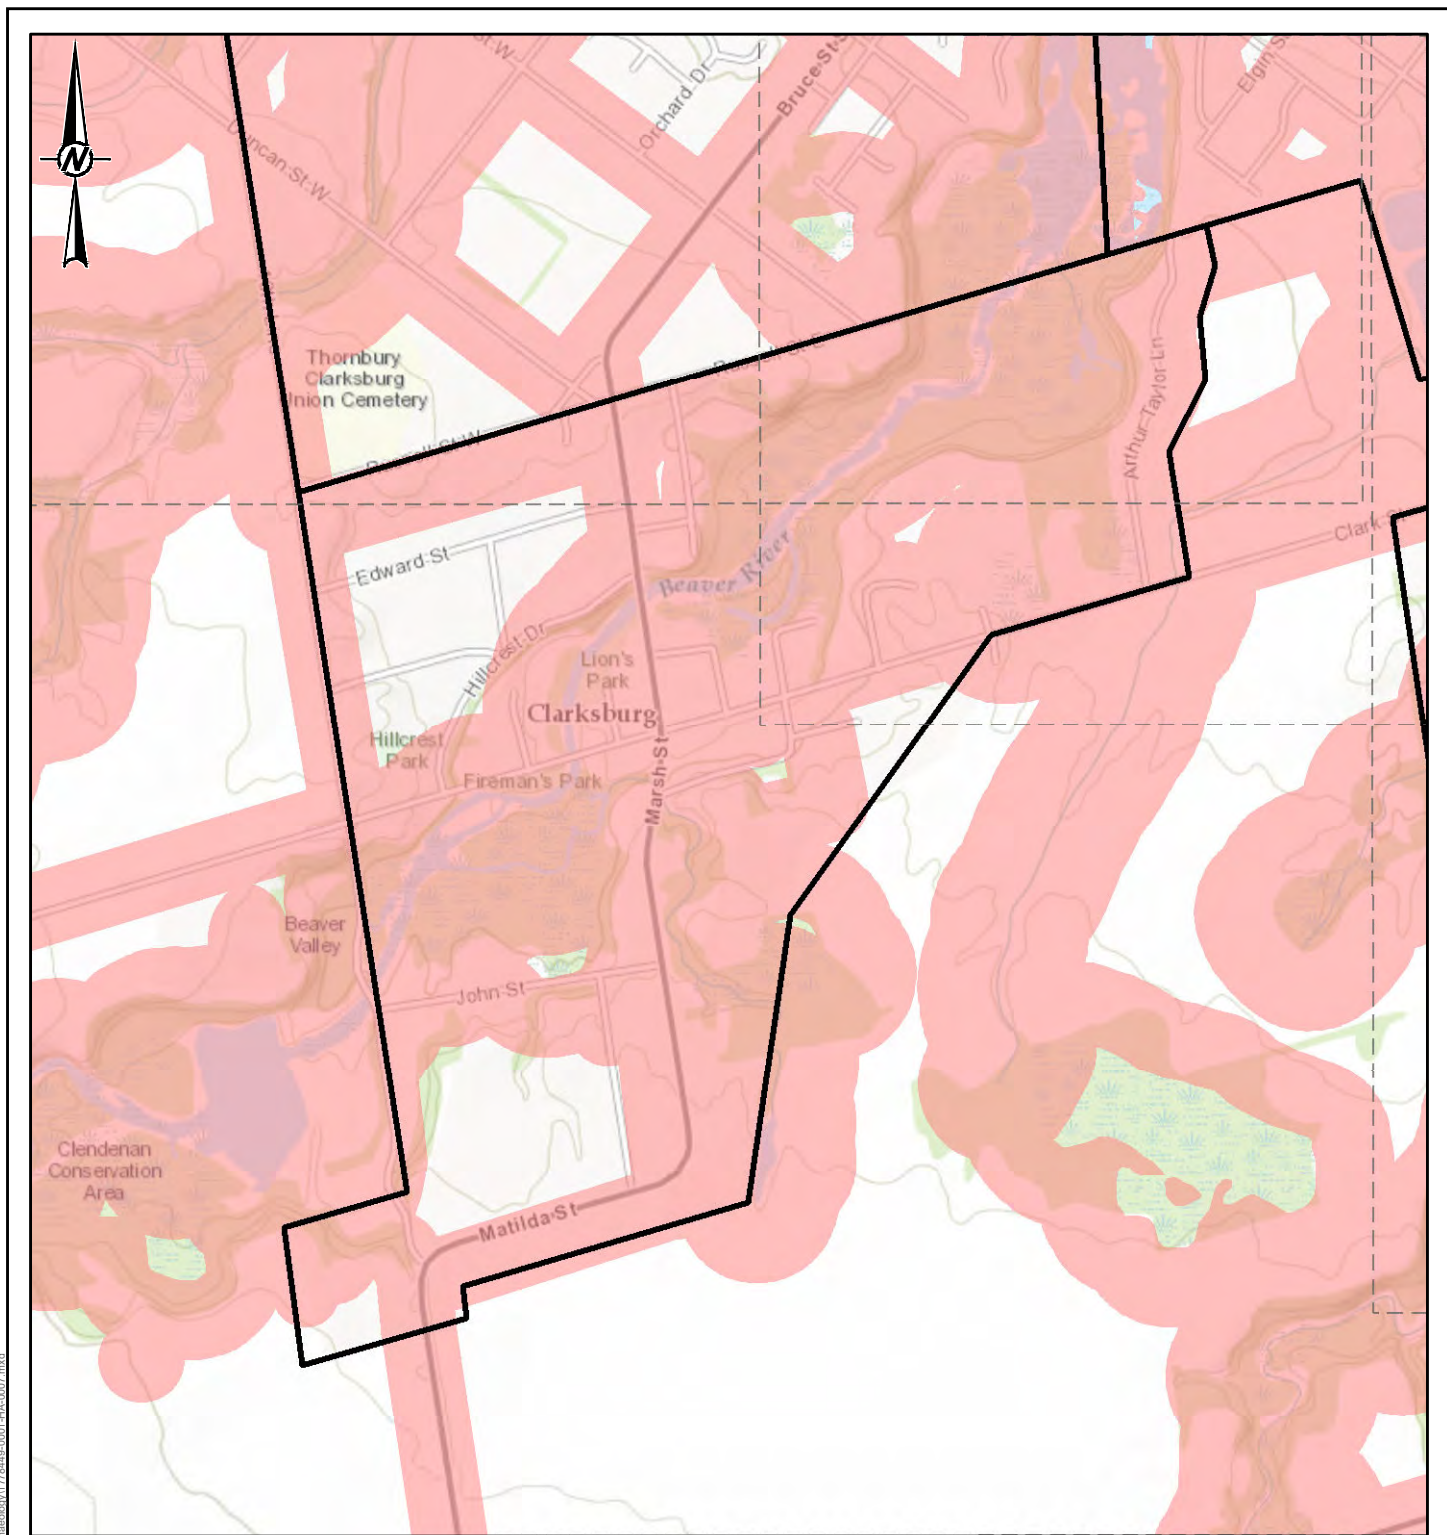 N
St W
Orchard-Dr
Bruce-St-S
Elgin-S
Duncan-St-W
Thornbury
Clarksburg
Union Cemetery
Arthur-Taylor-Ln
Clark-St
Edward-St
Beaver River
Hillcrest-Dr
Lion's
Park
Clarksburg
Hillcrest
Park
Fireman's Park
Marsh-St
Beaver
Valley
John-St
Clendenan
Conservation
Area
Matilda-St